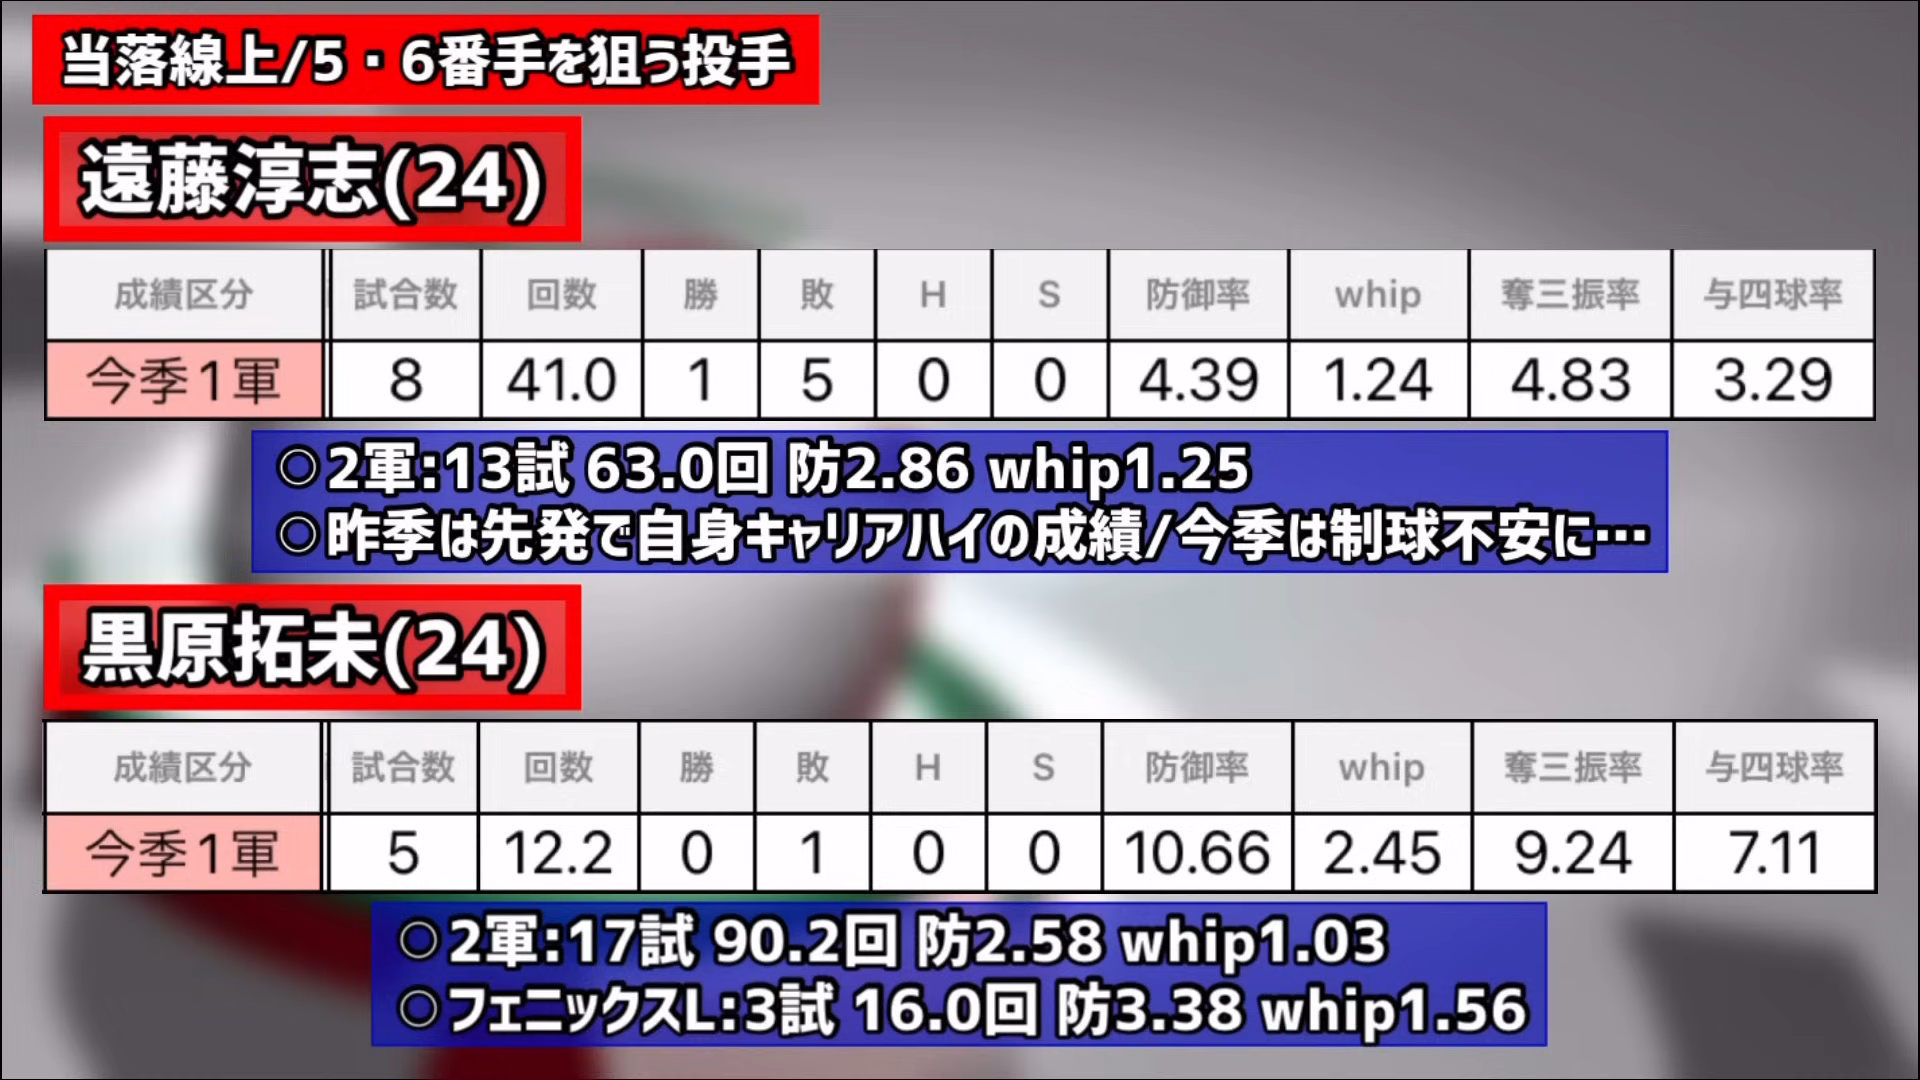 当落線上/5・6番手を狙う投手
遠藤淳志(24)
成績区分 試合数 回数 勝 敗 H S 防御率 whip 奪三振率 与四球率
今季1軍 8 41.0 1 5 0 0 4.39 1.24 4.83 3.29
○2軍:13試 63.0回 防2.86 whip1.25
○昨季は先発で自身キャリアハイの成績/今季は制球不安に…
黒原拓未(24)
成績区分 試合数 回数 勝 敗 H S 防御率 whip 奪三振率 与四球率
今季1軍 5 12.2 0 1 0 0 10.66 2.45 9.24 7.11
○2軍:17試 90.2回 防2.58 whip1.03
○フェニックスL:3試 16.0回 防3.38 whip1.56